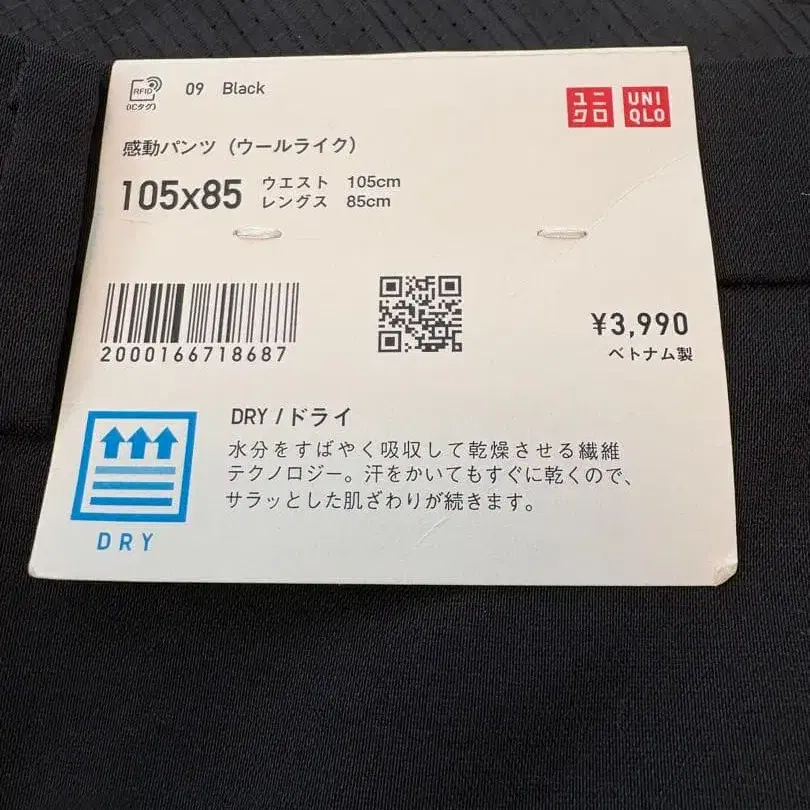 RFID
(ICタグ)
09 Black
ユニ
クロ
UNI
QLO
感動パンツ (ウールライク)
105x85
ウエスト 105cm
レングス 85cm
2000166718687
¥3,990
ベトナム製
DRY
DRY / ドライ
水分をすばやく吸収して乾燥させる繊維
テクノロジー。汗をかいてもすぐに乾くので、
サラッとした肌ざわりが続きます。